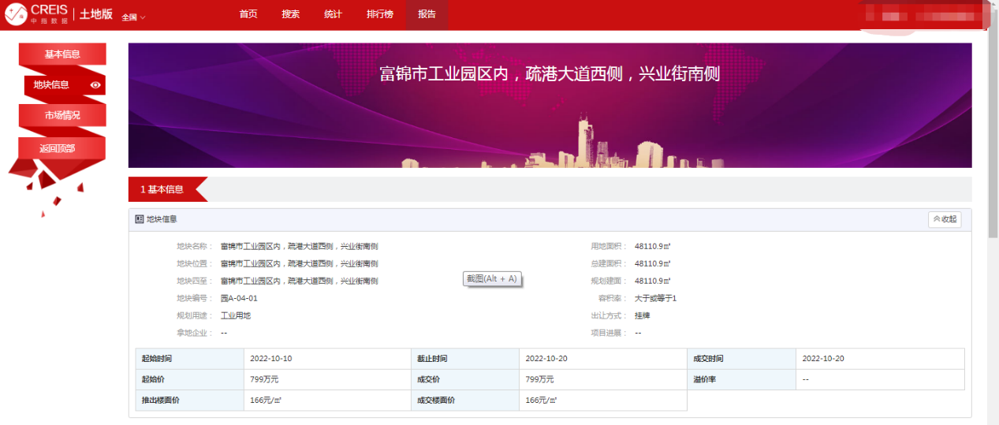 CREIS 中指数据 | 土地版 全国 首页 搜索 统计 排行榜 报告
基本信息
地块信息
市场情况
返回顶部
富锦市工业园区内，疏港大道西侧，兴业街南侧
1 基本信息
地块信息 收起
地块名称： 富锦市工业园区内，疏港大道西侧，兴业街南侧 用地面积： 48110.9㎡
地块位置： 富锦市工业园区内，疏港大道西侧，兴业街南侧 总建面积： 48110.9㎡
地块四至： 富锦市工业园区内，疏港大道西侧，兴业街南侧 规划建面： 48110.9㎡
截图(Alt + A)
地块编号： 园A-04-01 容积率： 大于或等于1
规划用途： 工业用地 出让方式： 挂牌
拿地企业： -- 项目进展： --
起始时间 2022-10-10 截止时间 2022-10-20 成交时间 2022-10-20
起始价 799万元 成交价 799万元 溢价率 --
推出楼面价 166元/㎡ 成交楼面价 166元/㎡